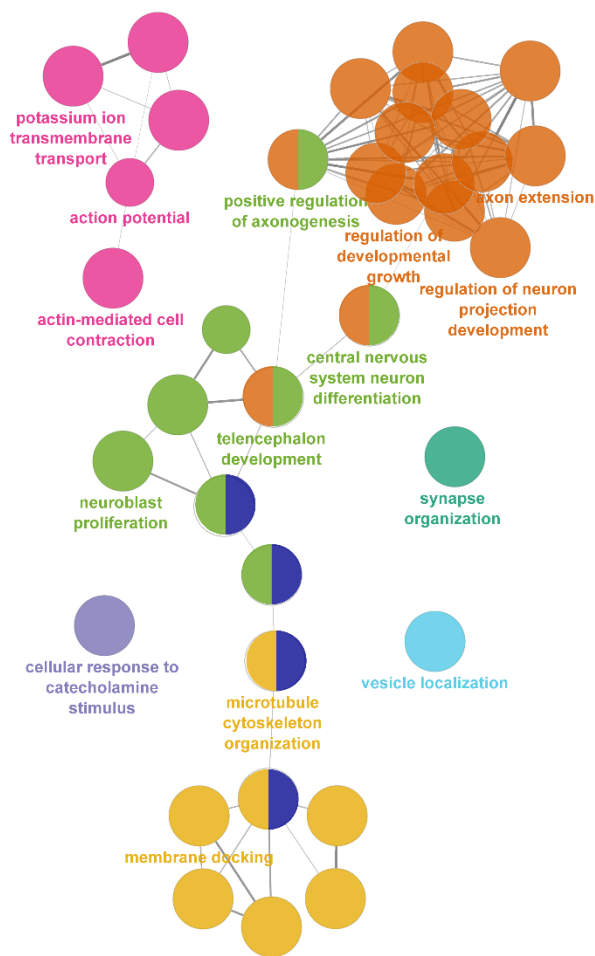 potassium ion
transmembrane
transport
action potential
actin-mediated cell
contraction
positive regulation
of axonogenesis
axon extension
regulation of
developmental
growth
regulation of neuron
projection
development
central nervous
system neuron
differentiation
telencephalon
development
neuroblast
proliferation
synapse
organization
cellular response to
catecholamine
stimulus
vesicle localization
microtubule
cytoskeleton
organization
membrane docking